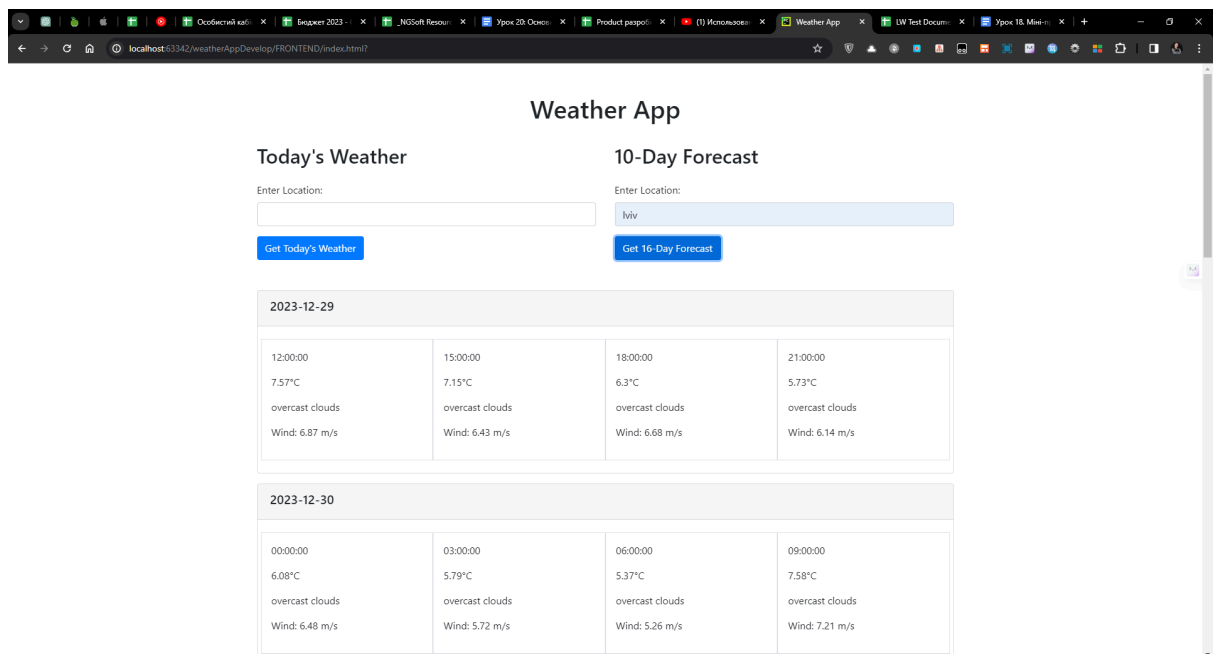 Особистий кабі
Бюджет 2023 -
_NGSoft Resourc
Урок 20: Основі
Product разробо
(1) Использова
Weather App
LW Test Docume
Урок 18. Міні-п
localhost:63342/weatherAppDevelop/FRONTEND/index.html?
Weather App
Today's Weather
10-Day Forecast
Enter Location:
Enter Location:
lviv
Get Today's Weather
Get 16-Day Forecast
2023-12-29
12:00:00 15:00:00 18:00:00 21:00:00
7.57°C 7.15°C 6.3°C 5.73°C
overcast clouds overcast clouds overcast clouds overcast clouds
Wind: 6.87 m/s Wind: 6.43 m/s Wind: 6.68 m/s Wind: 6.14 m/s
2023-12-30
00:00:00 03:00:00 06:00:00 09:00:00
6.08°C 5.79°C 5.37°C 7.58°C
overcast clouds overcast clouds overcast clouds overcast clouds
Wind: 6.48 m/s Wind: 5.72 m/s Wind: 5.26 m/s Wind: 7.21 m/s